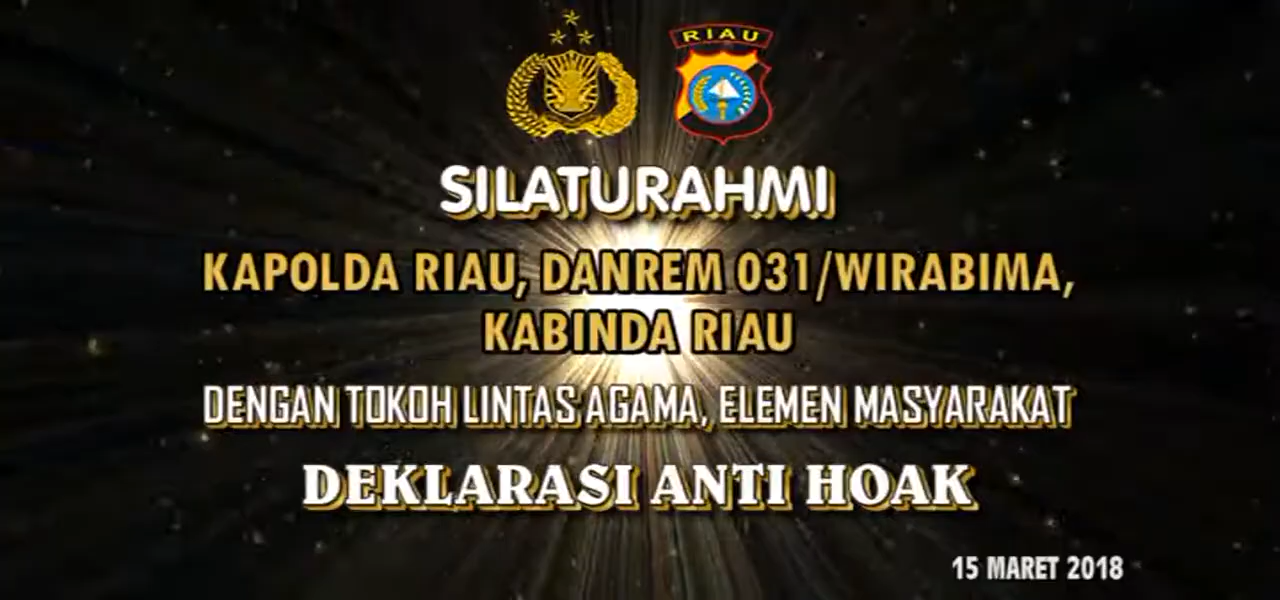 RIAU
SILATURAHMI
KAPOLDA RIAU, DANREM 031/WIRABIMA,
KABINDA RIAU
DENGAN TOKOH LINTAS AGAMA, ELEMEN MASYARAKAT
DEKLARASI ANTI HOAK
15 MARET 2018